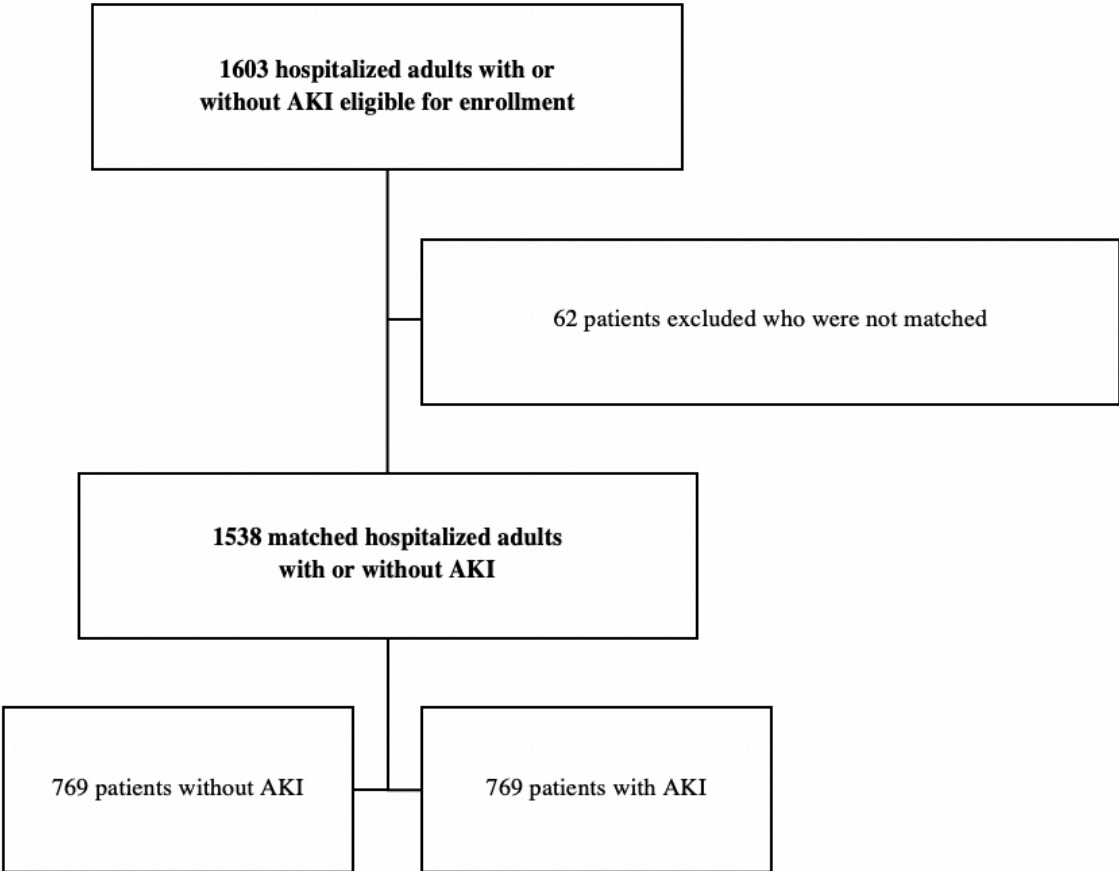 1603 hospitalized adults with or
without AKI eligible for enrollment
62 patients excluded who were not matched
1538 matched hospitalized adults
with or without AKI
769 patients without AKI
769 patients with AKI